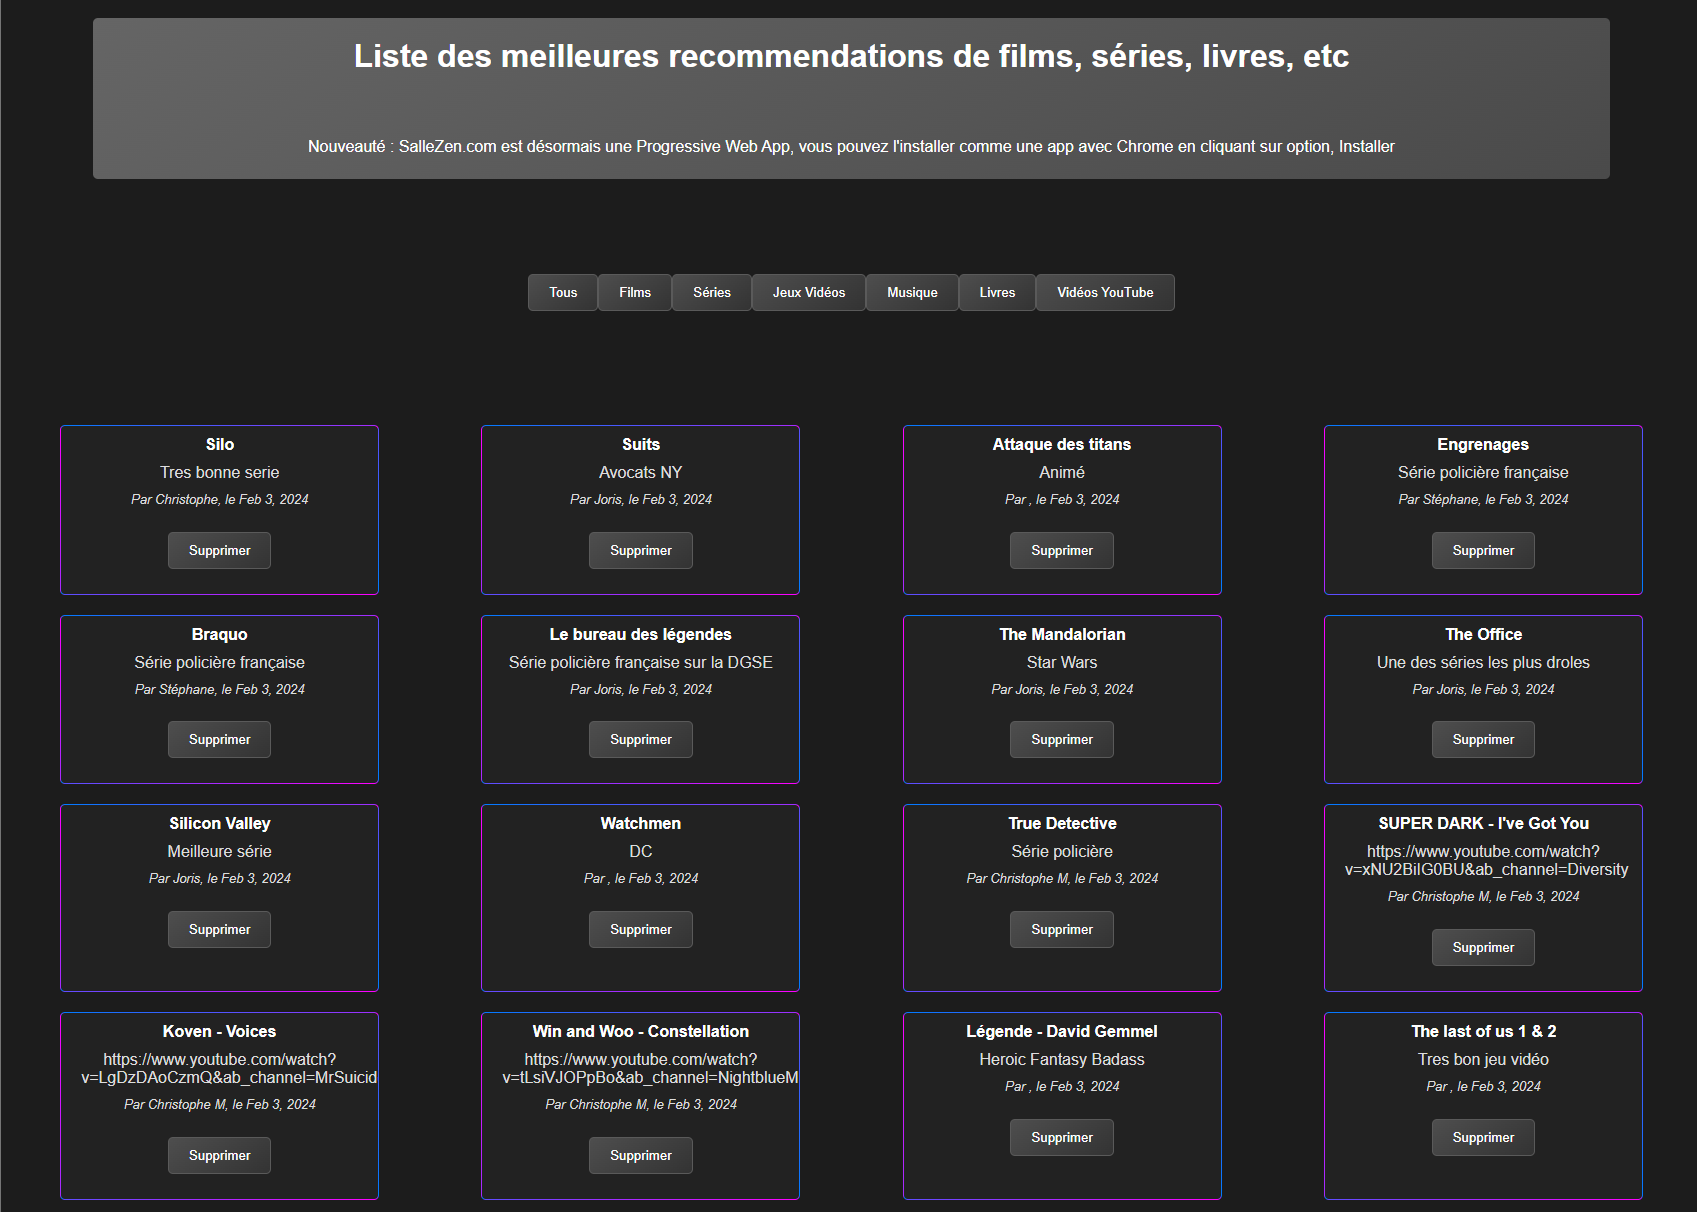 Liste des meilleures recommendations de films, séries, livres, etc
Nouveauté : SalleZen.com est désormais une Progressive Web App, vous pouvez l'installer comme une app avec Chrome en cliquant sur option, Installer
Tous
Films
Séries
Jeux Vidéos
Musique
Livres
Vidéos YouTube
Silo
Tres bonne serie
Par Christophe, le Feb 3, 2024
Supprimer
Suits
Avocats NY
Par Joris, le Feb 3, 2024
Supprimer
Attaque des titans
Animé
Par , le Feb 3, 2024
Supprimer
Engrenages
Série policière française
Par Stéphane, le Feb 3, 2024
Supprimer
Braquo
Série policière française
Par Stéphane, le Feb 3, 2024
Supprimer
Le bureau des légendes
Série policière française sur la DGSE
Par Joris, le Feb 3, 2024
Supprimer
The Mandalorian
Star Wars
Par Joris, le Feb 3, 2024
Supprimer
The Office
Une des séries les plus droles
Par Joris, le Feb 3, 2024
Supprimer
Silicon Valley
Meilleure série
Par Joris, le Feb 3, 2024
Supprimer
Watchmen
DC
Par , le Feb 3, 2024
Supprimer
True Detective
Série policière
Par Christophe M, le Feb 3, 2024
Supprimer
SUPER DARK - I've Got You
https://www.youtube.com/watch?
v=xNU2BiIG0BU&ab_channel=Diversity
Par Christophe M, le Feb 3, 2024
Supprimer
Koven - Voices
https://www.youtube.com/watch?
v=LgDzDAoCzmQ&ab_channel=MrSuicid
Par Christophe M, le Feb 3, 2024
Supprimer
Win and Woo - Constellation
https://www.youtube.com/watch?
v=tLsiVJOPpBo&ab_channel=NightblueM
Par Christophe M, le Feb 3, 2024
Supprimer
Légende - David Gemmel
Heroic Fantasy Badass
Par , le Feb 3, 2024
Supprimer
The last of us 1 & 2
Tres bon jeu vidéo
Par , le Feb 3, 2024
Supprimer